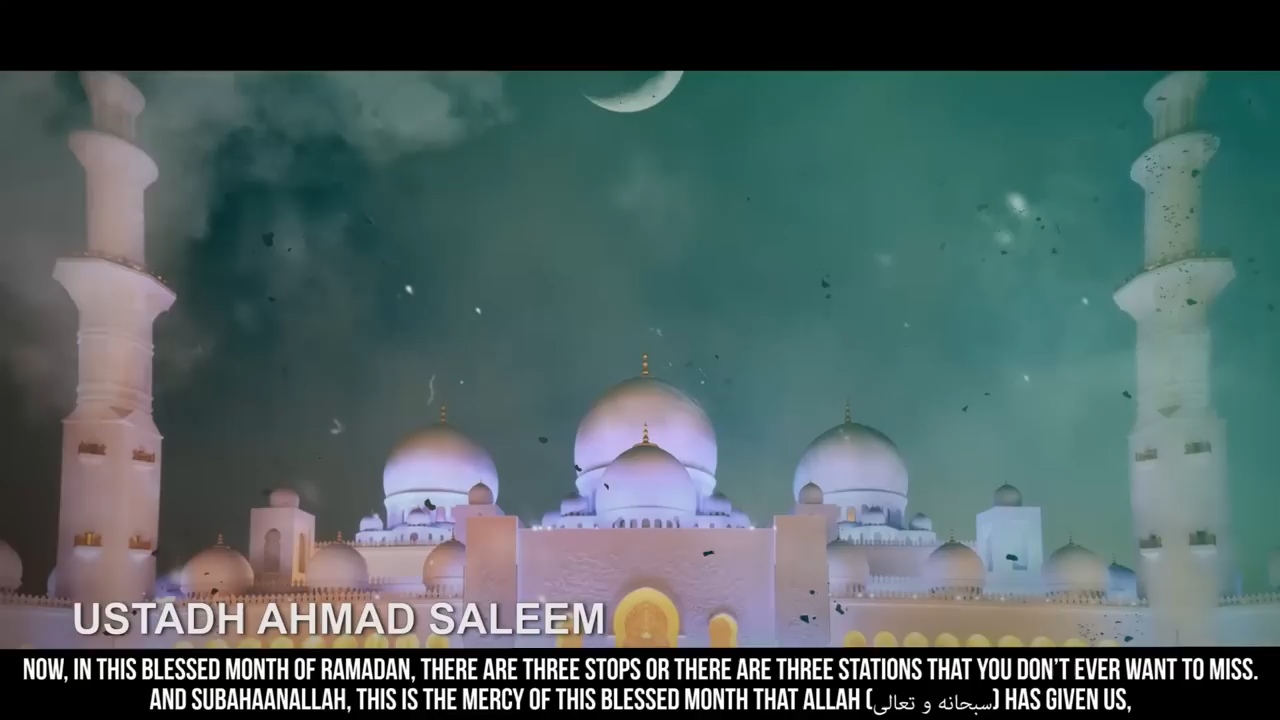 USTADH AHMAD SALEEM
NOW, IN THIS BLESSED MONTH OF RAMADAN, THERE ARE THREE STOPS OR THERE ARE THREE STATIONS THAT YOU DON'T EVER WANT TO MISS.
AND SUBAHAANALLAH, THIS IS THE MERCY OF THIS BLESSED MONTH THAT ALLAH (سبحانه و تعالى) HAS GIVEN US,